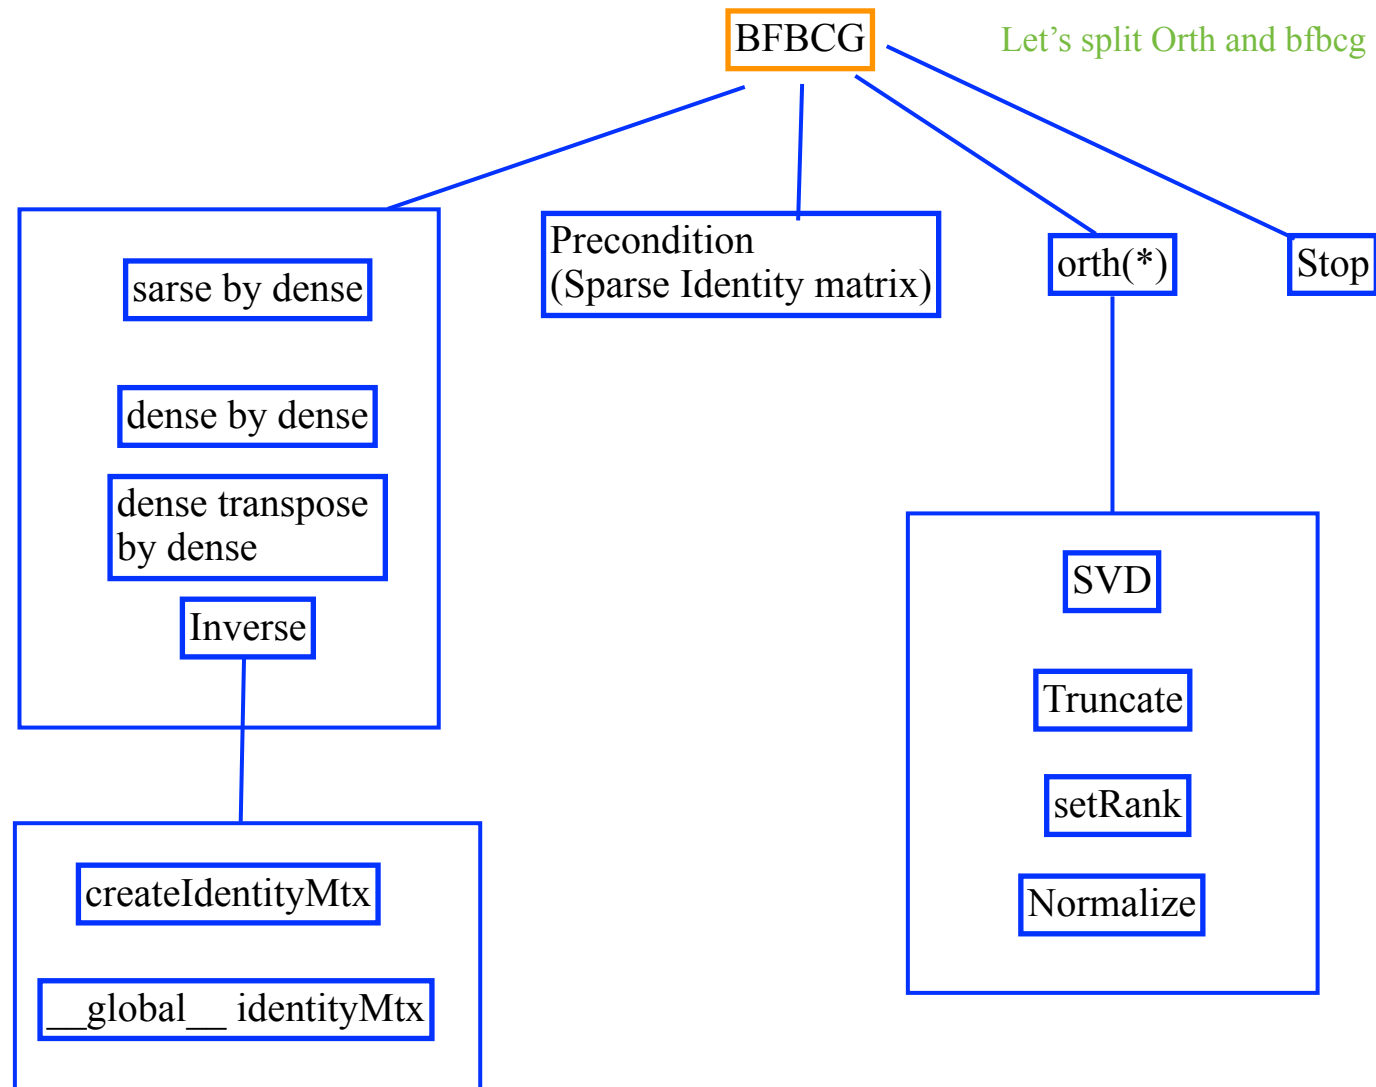 BFBCG
Let’s split Orth and bfbcg
Precondition
(Sparse Identity matrix)
orth(*)
Stop
sarse by dense
dense by dense
dense transpose
by dense
Inverse
SVD
Truncate
setRank
Normalize
createIdentityMtx
__global__ identityMtx